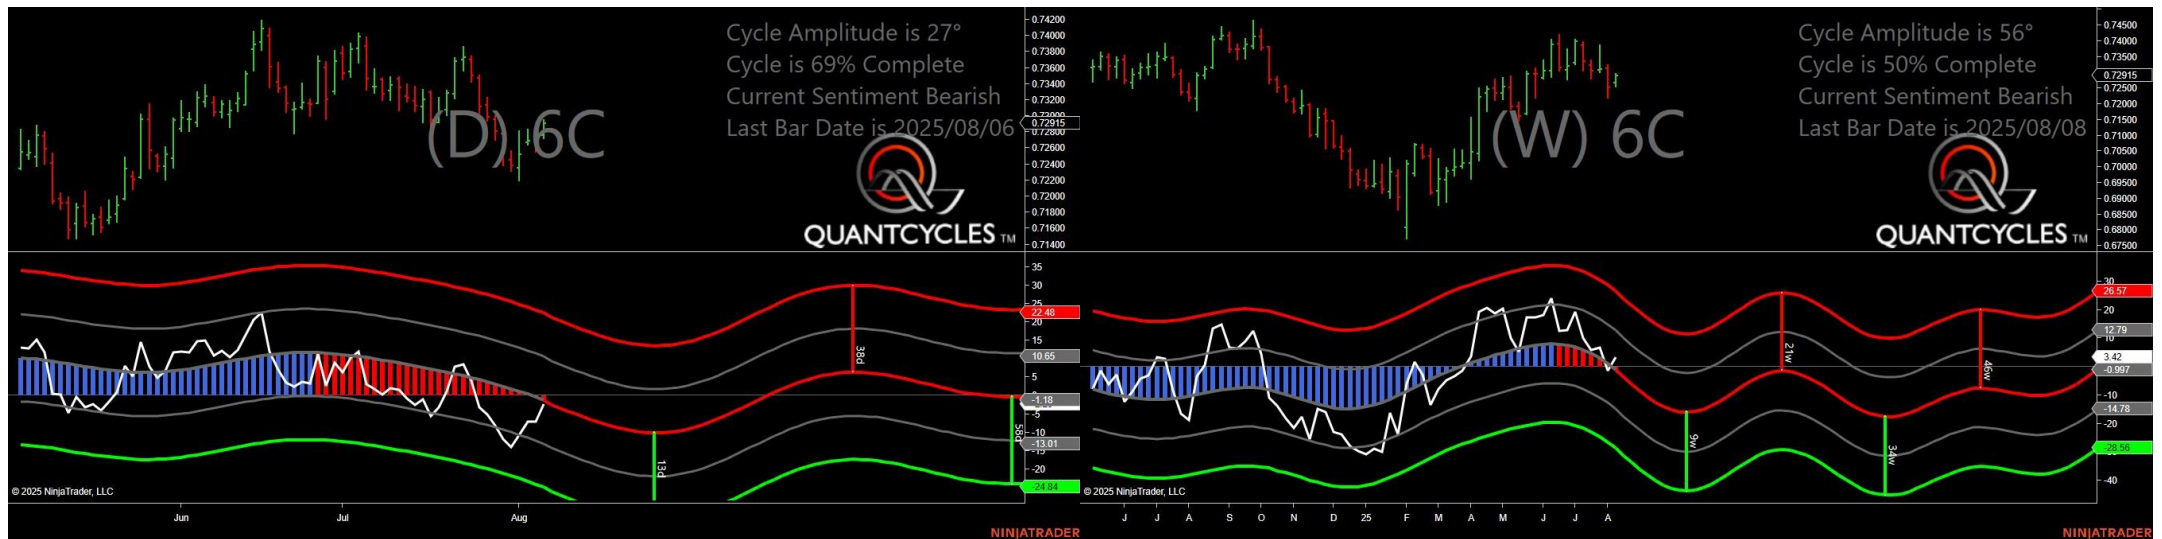 Cycle Amplitude is 27°
Cycle is 69% Complete
Current Sentiment Bearish
Last Bar Date is 2025/08/06
(D) 6C
QUANTCYCLES TM
0.74200
0.74000
0.73800
0.73600
0.73400
0.73200
0.72915
0.72800
0.72600
0.72400
0.72200
0.72000
0.71800
0.71600
0.71400
35
30
25
22.48
20
15
10.65
5
-1.18
-5
-10
-13.01
-15
-20
-24.84
13d
38d
58d
© 2025 NinjaTrader, LLC
Jun Jul Aug
NINJATRADER
Cycle Amplitude is 56°
Cycle is 50% Complete
Current Sentiment Bearish
Last Bar Date is 2025/08/08
(W) 6C
QUANTCYCLES TM
0.74500
0.74000
0.73500
0.72915
0.72500
0.72000
0.71500
0.71000
0.70500
0.70000
0.69500
0.69000
0.68500
0.68000
0.67500
30
26.57
20
12.79
10
3.42
-0.997
-10
-14.78
-20
-28.56
-40
9w
21w
34w
46w
© 2025 NinjaTrader, LLC
J J A S O N D 25 F M A M J J A
NINJATRADER